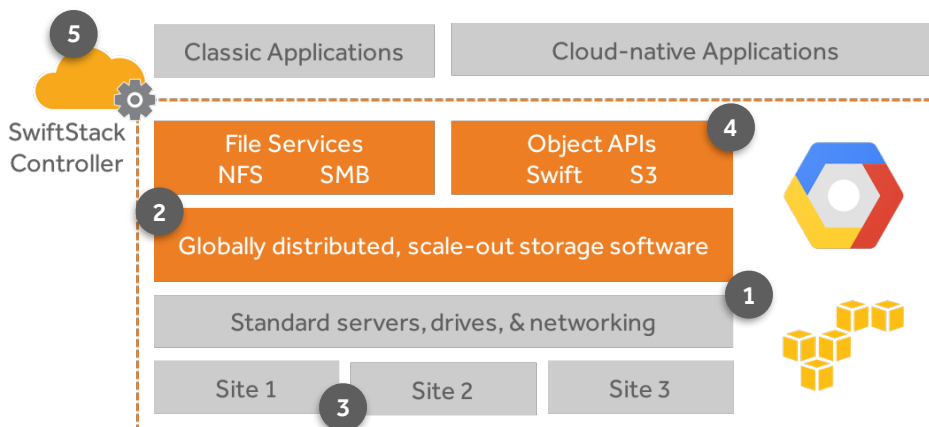 5
Classic Applications
Cloud-native Applications
SwiftStack
Controller
File Services
NFS SMB
Object APIs
Swift S3
4
2
Globally distributed, scale-out storage software
1
Standard servers, drives, & networking
Site 1
Site 2
Site 3
3